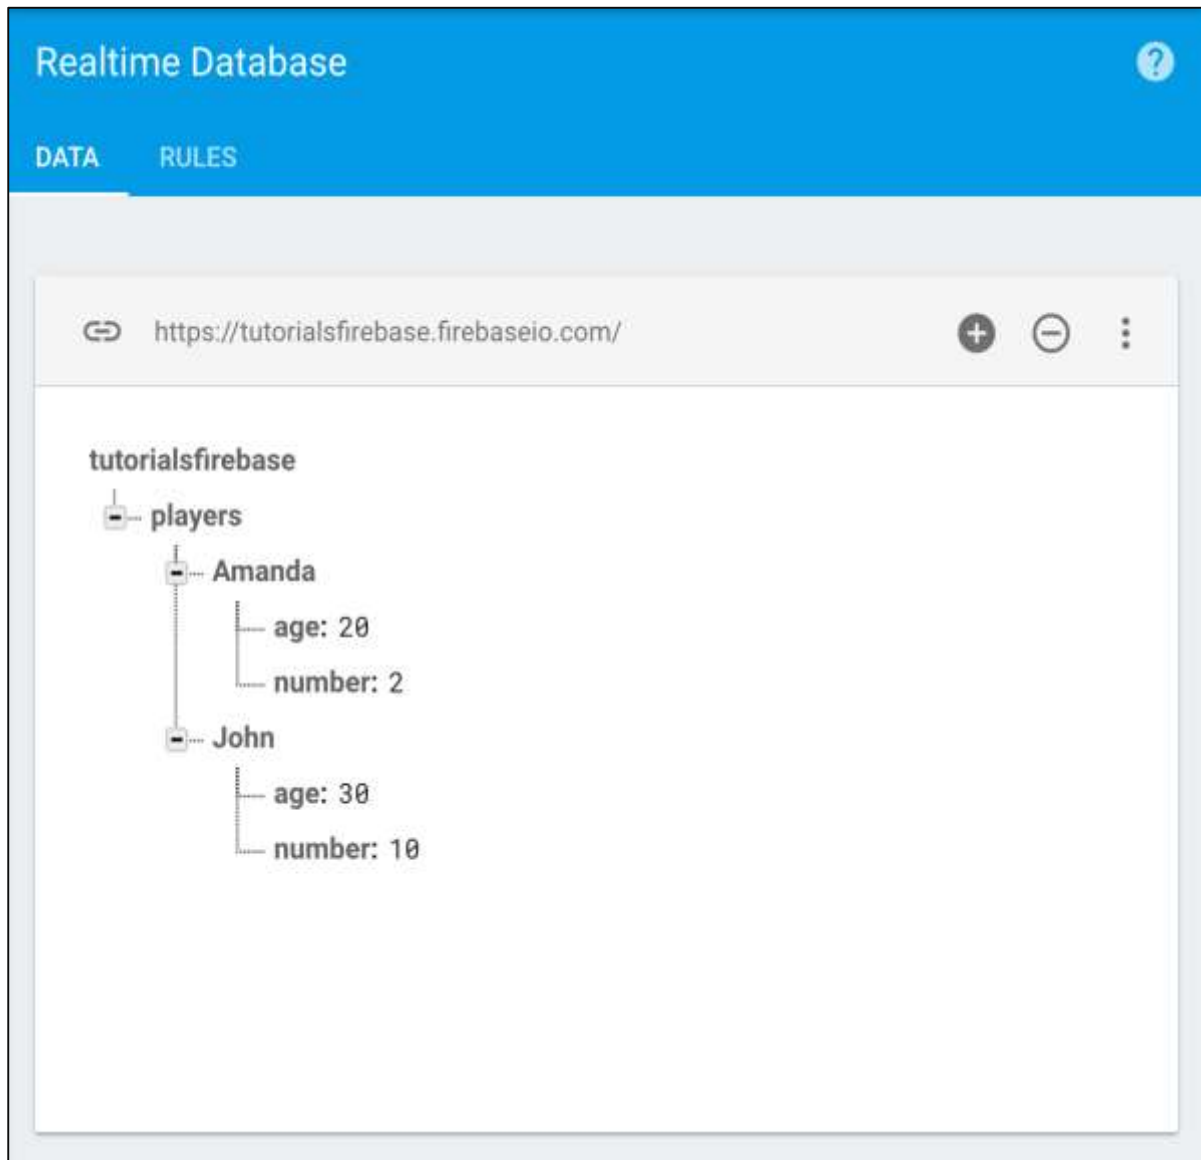 Realtime Database ?
DATA RULES
https://tutorialsfirebase.firebaseio.com/
tutorialsfirebase
players
Amanda
age: 20
number: 2
John
age: 30
number: 10